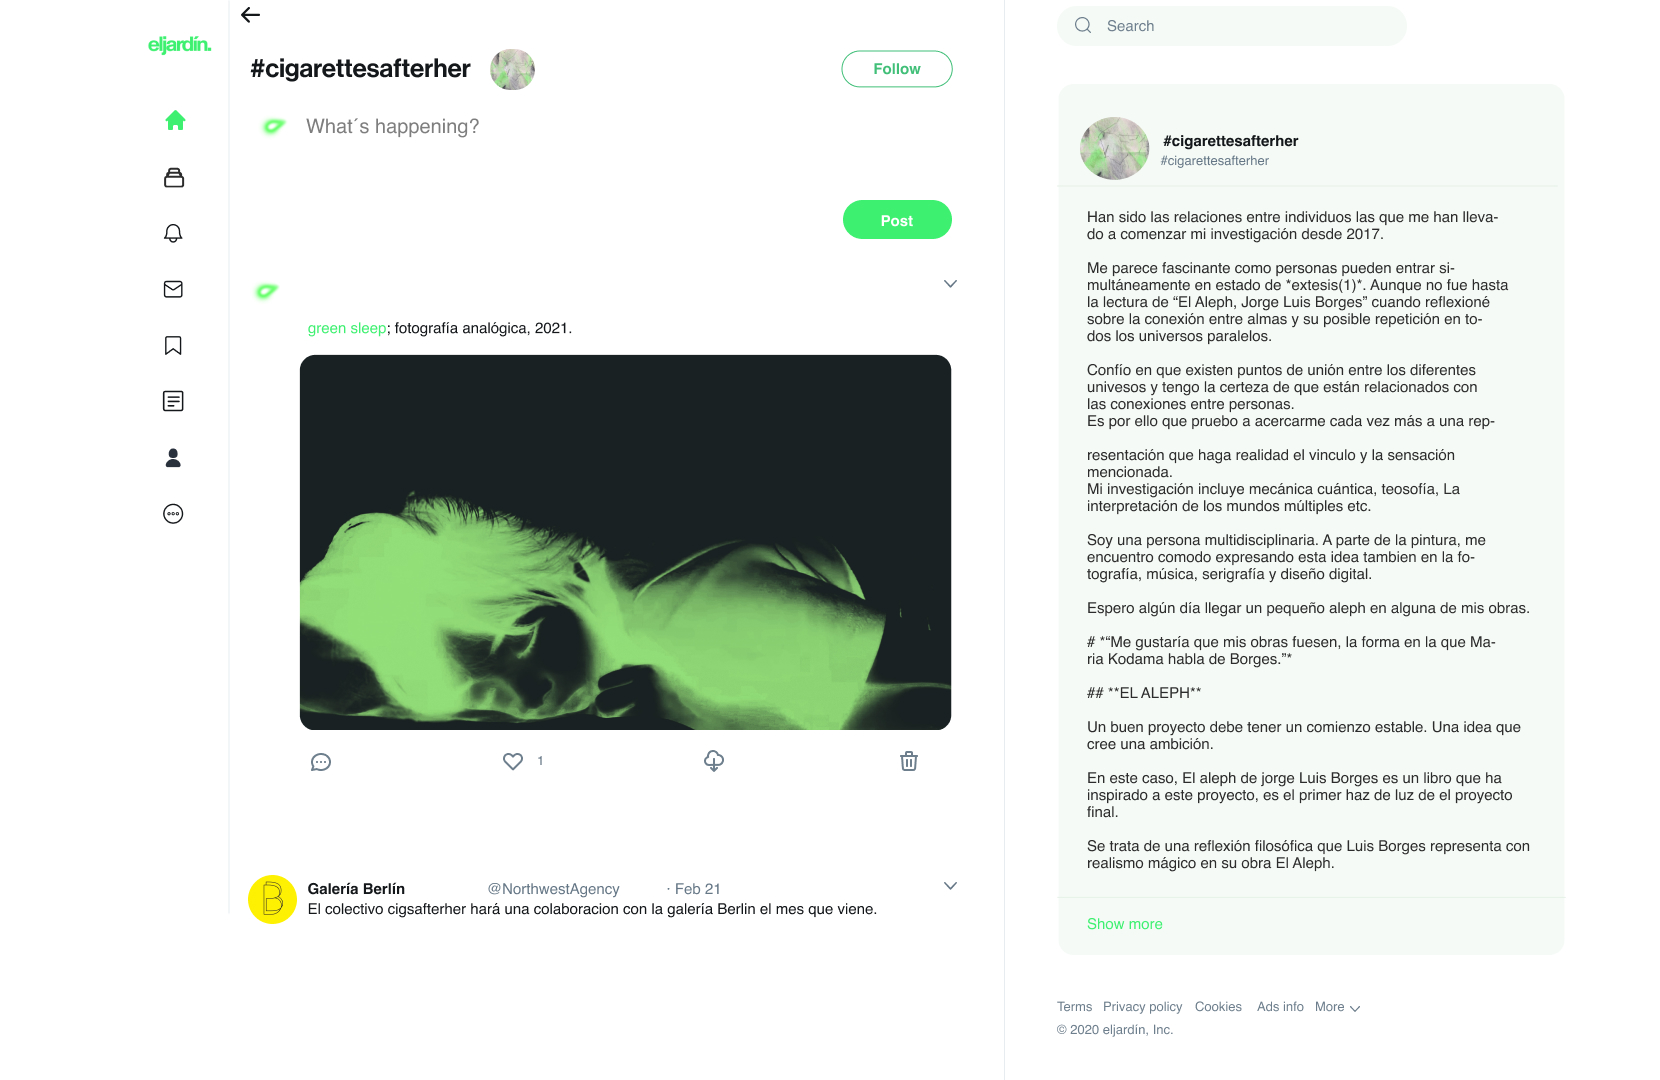 eljardín.
#cigarettesafterher
Follow
What´s happening?
Post
green sleep; fotografía analógica, 2021.
1
B
Galería Berlín @NorthwestAgency · Feb 21
El colectivo cigsafterher hará una colaboracion con la galería Berlin el mes que viene.
Search
#cigarettesafterher
#cigarettesafterher
Han sido las relaciones entre individuos las que me han lleva-
do a comenzar mi investigación desde 2017.
Me parece fascinante como personas pueden entrar si-
multáneamente en estado de *extesis(1)*. Aunque no fue hasta
la lectura de “El Aleph, Jorge Luis Borges” cuando reflexioné
sobre la conexión entre almas y su posible repetición en to-
dos los universos paralelos.
Confío en que existen puntos de unión entre los diferentes
univesos y tengo la certeza de que están relacionados con
las conexiones entre personas.
Es por ello que pruebo a acercarme cada vez más a una rep-
resentación que haga realidad el vinculo y la sensación
mencionada.
Mi investigación incluye mecánica cuántica, teosofía, La
interpretación de los mundos múltiples etc.
Soy una persona multidisciplinaria. A parte de la pintura, me
encuentro comodo expresando esta idea tambien en la fo-
tografía, música, serigrafía y diseño digital.
Espero algún día llegar un pequeño aleph en alguna de mis obras.
# *“Me gustaría que mis obras fuesen, la forma en la que Ma-
ria Kodama habla de Borges.”*
## **EL ALEPH**
Un buen proyecto debe tener un comienzo estable. Una idea que
cree una ambición.
En este caso, El aleph de jorge Luis Borges es un libro que ha
inspirado a este proyecto, es el primer haz de luz de el proyecto
final.
Se trata de una reflexión filosófica que Luis Borges representa con
realismo mágico en su obra El Aleph.
Show more
Terms Privacy policy Cookies Ads info More
© 2020 eljardín, Inc.